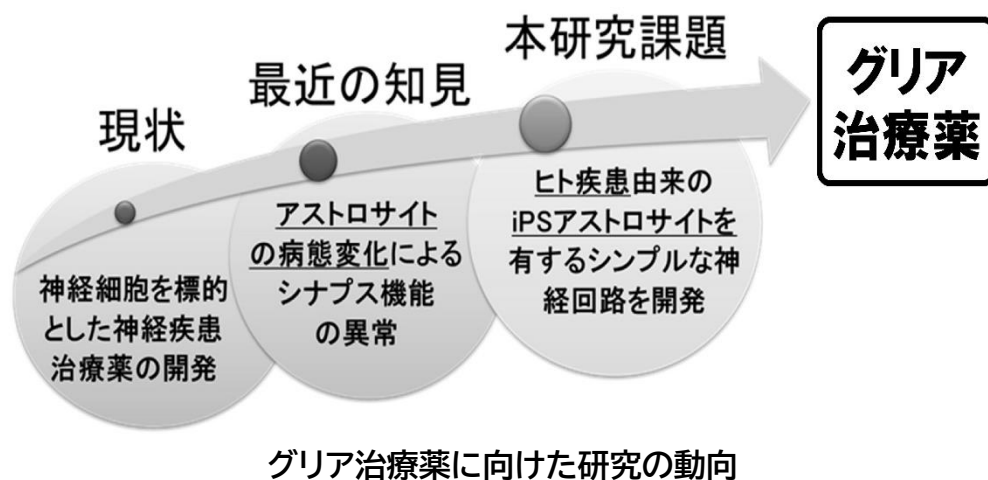 現状
神経細胞を標的
とした神経疾患
治療薬の開発
最近の知見
アストロサイト
の病態変化による
シナプス機能
の異常
本研究課題
ヒト疾患由来の
iPSアストロサイトを
有するシンプルな神
経回路を開発
グリア
治療薬
グリア治療薬に向けた研究の動向